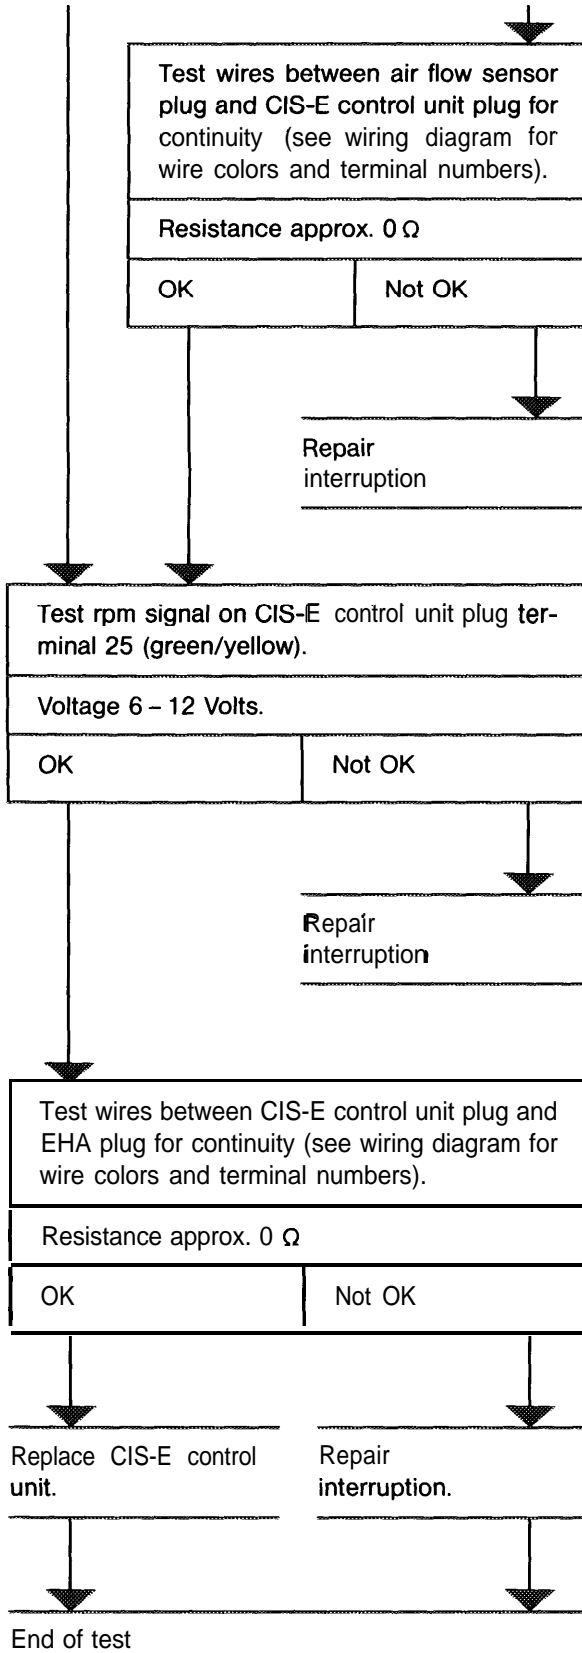 Test wires between air flow sensor
plug and CIS-E control unit plug for
continuity (see wiring diagram for
wire colors and terminal numbers).
Resistance approx. 0 Ω
OK
Not OK
Repair
interruption
Test rpm signal on CIS-E control unit plug ter-
minal 25 (green/yellow).
Voltage 6 – 12 Volts.
OK
Not OK
Repair
interruption
Test wires between CIS-E control unit plug and
EHA plug for continuity (see wiring diagram for
wire colors and terminal numbers).
Resistance approx. 0 Ω
OK
Not OK
Replace CIS-E control
unit.
Repair
interruption.
End of test